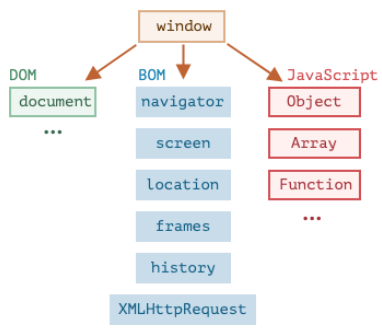 window
DOM
document
...
BOM
navigator
screen
location
frames
history
XMLHttpRequest
JavaScript
Object
Array
Function
...